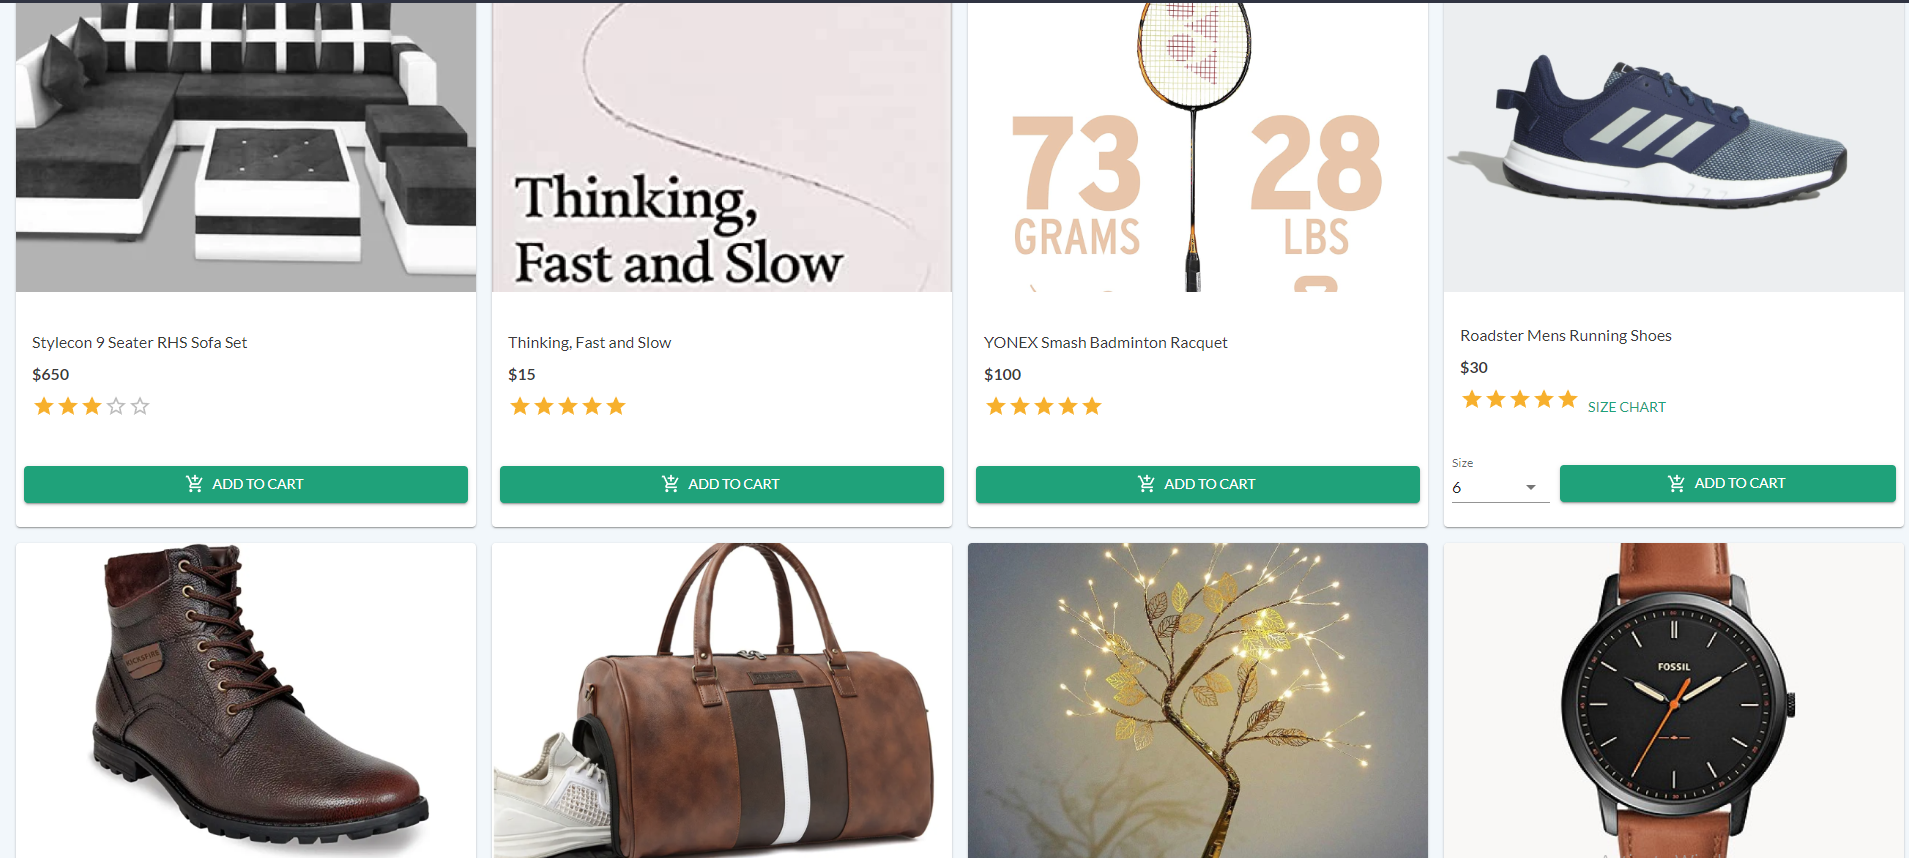 Thinking,
Fast and Slow
73
GRAMS
28
LBS
Stylecon 9 Seater RHS Sofa Set
$650
Thinking, Fast and Slow
$15
YONEX Smash Badminton Racquet
$100
Roadster Mens Running Shoes
$30
SIZE CHART
ADD TO CART
ADD TO CART
ADD TO CART
Size
6
ADD TO CART
KICKSFIRE
FOSSIL